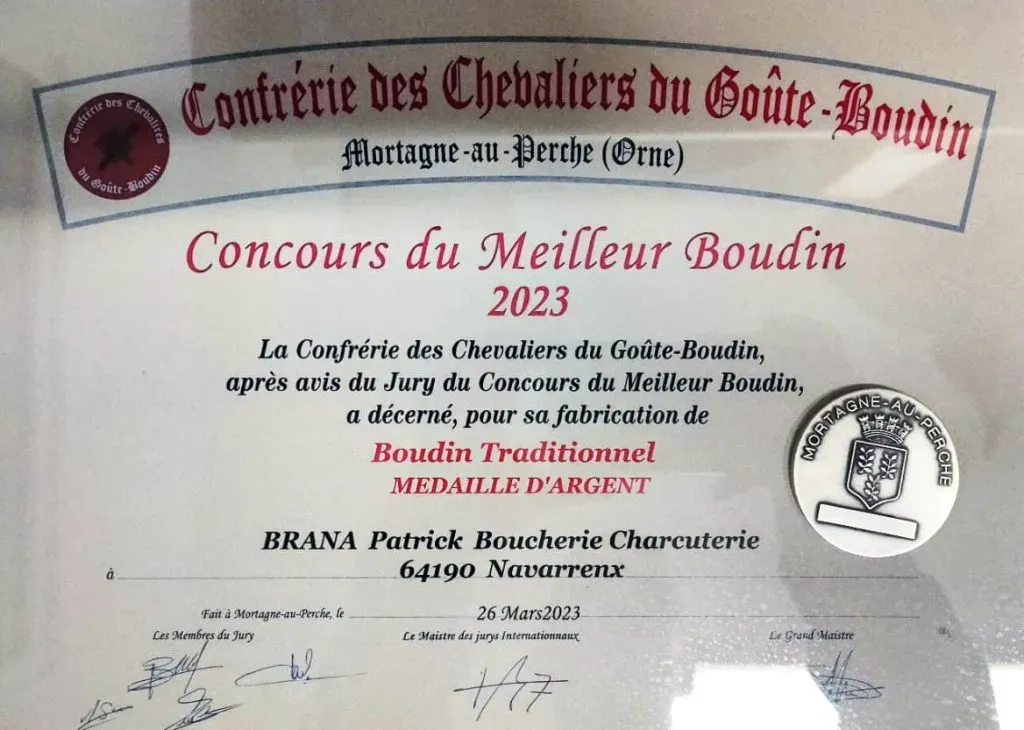 Confrérie des Chevaliers du Goûte-Boudin
Mortagne-au-Perche (Orne)
Confrérie des Chevalires
du Goûte-Boudin
Concours du Meilleur Boudin
2023
La Confrérie des Chevaliers du Goûte-Boudin,
après avis du Jury du Concours du Meilleur Boudin,
a décerné, pour sa fabrication de
Boudin Traditionnel
MEDAILLE D'ARGENT
MORTAGNE-AU-PERCHE
BRANA Patrick Boucherie Charcuterie
à 64190 Navarrenx
Fait à Mortagne-au-Perche, le 26 Mars2023
Les Membres du Jury Le Maistre des jurys Internationnaux Le Grand Maistre